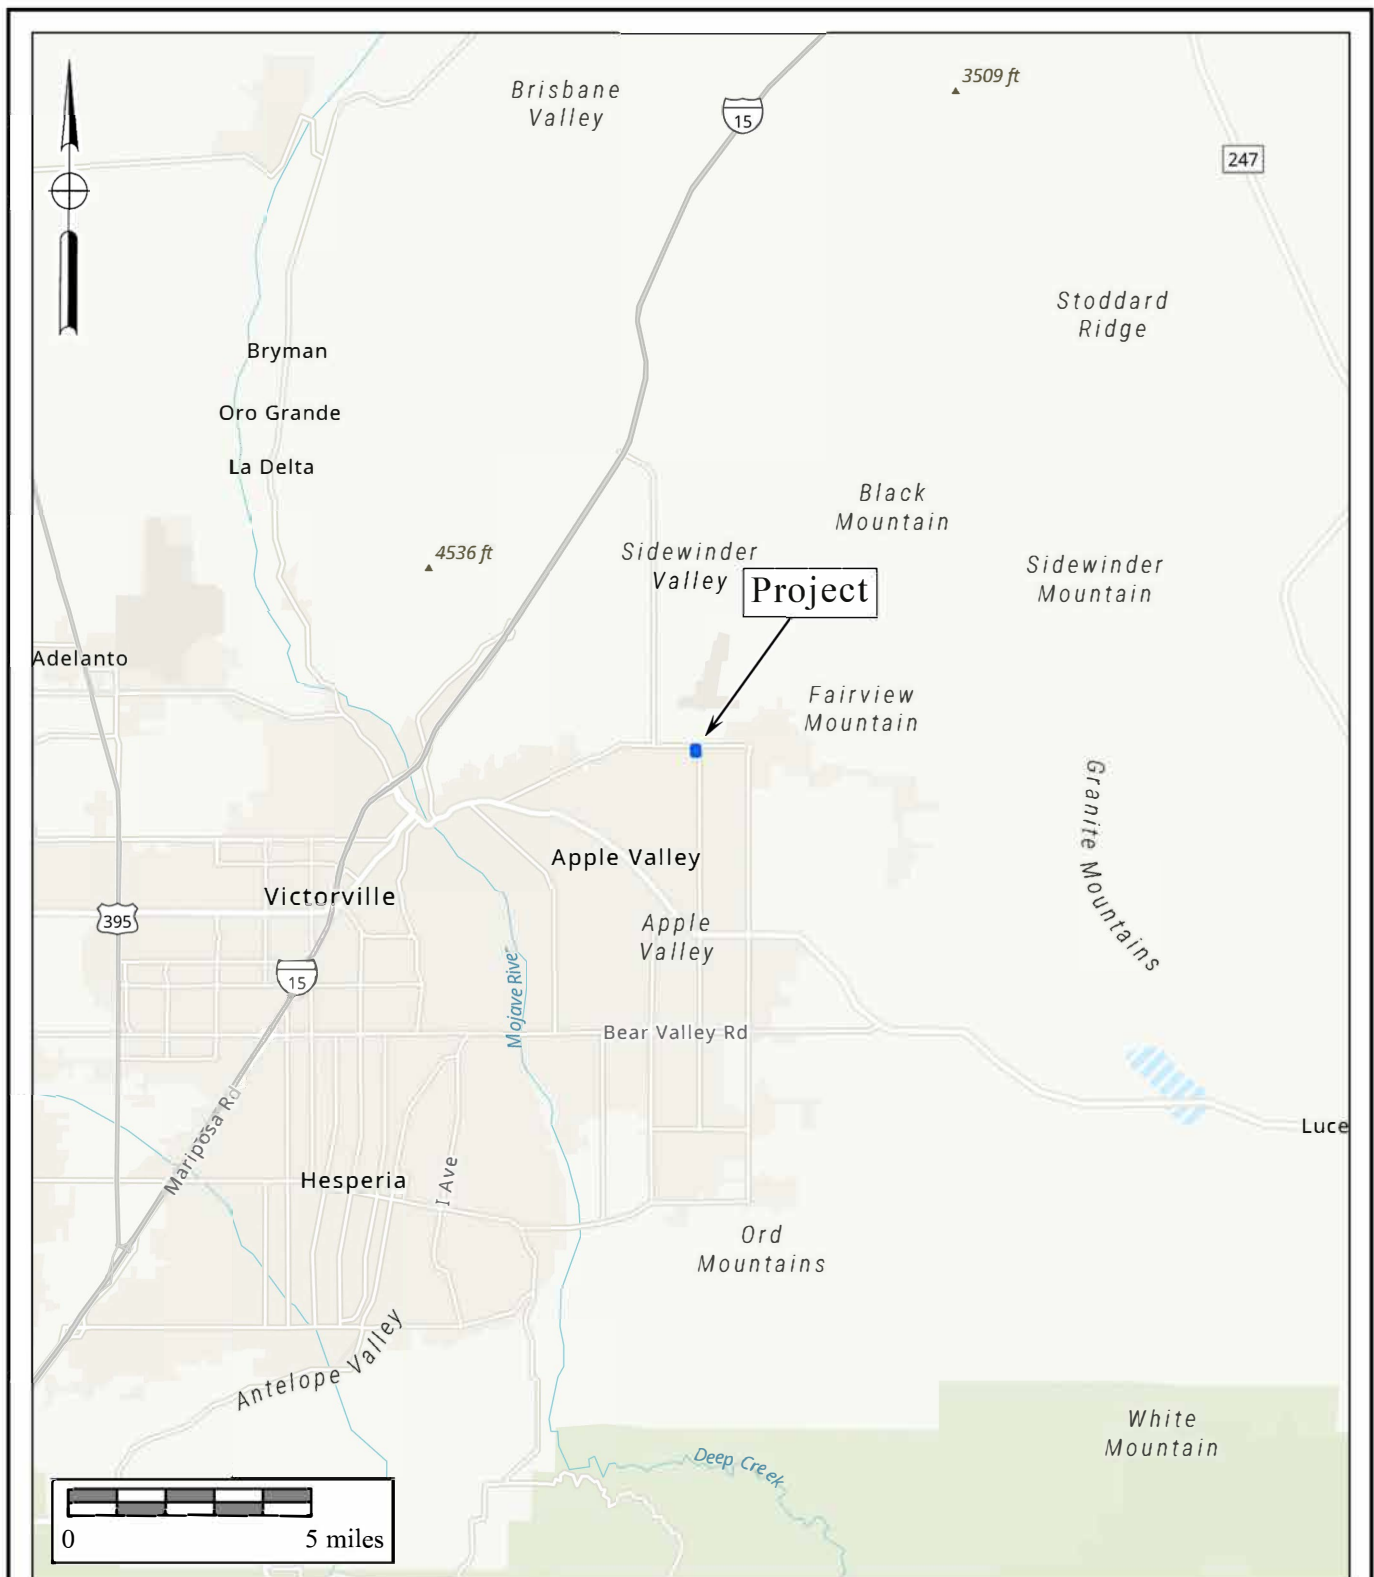 3509 ft
Brisbane
Valley
15
247
Stoddard
Ridge
Bryman
Oro Grande
La Delta
Black
Mountain
4536 ft
Sidewinder
Valley
Sidewinder
Mountain
Project
Adelanto
Fairview
Mountain
Granite Mountains
Apple Valley
Victorville
395
Apple
Valley
15
Mojave River
Bear Valley Rd
Mariposa Rd
Luce
Hesperia
I Ave
Ord
Mountains
Antelope Valley
White
Mountain
Deep Creek
0 5 miles